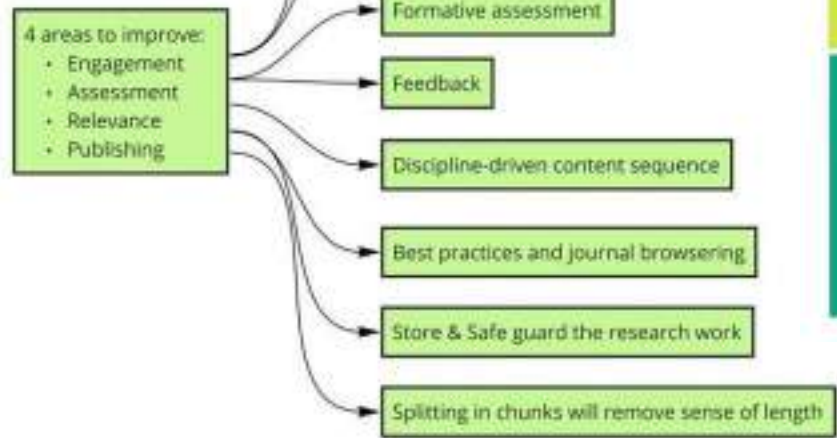 4 areas to improve:
• Engagement
• Assessment
• Relevance
• Publishing
Formative assessment
Feedback
Discipline-driven content sequence
Best practices and journal browsering
Store & Safe guard the research work
Splitting in chunks will remove sense of length